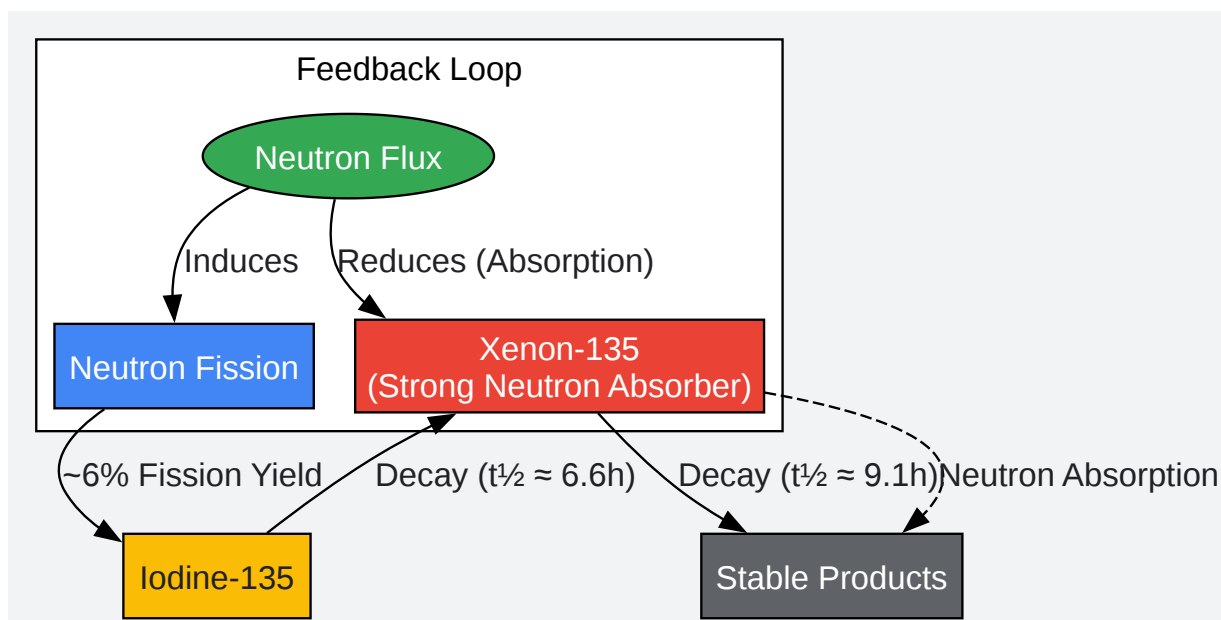 Feedback Loop
Neutron Flux
Induces
Reduces (Absorption)
Neutron Fission
Xenon-135
(Strong Neutron Absorber)
~6% Fission Yield
Decay (t½ ≈ 6.6h)
Decay (t½ ≈ 9.1h)
Neutron Absorption
Iodine-135
Stable Products